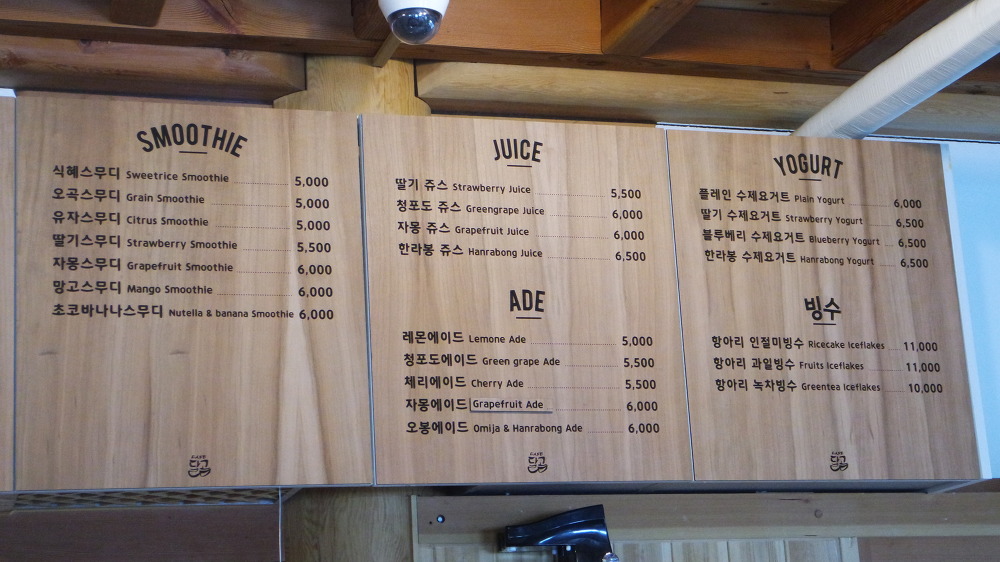 SMOOTHIE
식혜스무디 Sweetrice Smoothie 5,000
오곡스무디 Grain Smoothie 5,000
유자스무디 Citrus Smoothie 5,000
딸기스무디 Strawberry Smoothie 5,500
자몽스무디 Grapefruit Smoothie 6,000
망고스무디 Mango Smoothie 6,000
초코바나나스무디 Nutella & banana Smoothie 6,000
JUICE
딸기 쥬스 Strawberry Juice 5,500
청포도 쥬스 Greengrape Juice 6,000
자몽 쥬스 Grapefruit Juice 6,000
한라봉 쥬스 Hanrabong Juice 6,500
ADE
레몬에이드 Lemone Ade 5,000
청포도에이드 Green grape Ade 5,500
체리에이드 Cherry Ade 5,500
자몽에이드 Grapefruit Ade 6,000
오봉에이드 Omija & Hanrabong Ade 6,000
YOGURT
플레인 수제요거트 Plain Yogurt 6,000
딸기 수제요거트 Strawberry Yogurt 6,500
블루베리 수제요거트 Blueberry Yogurt 6,500
한라봉 수제요거트 Hanrabong Yogurt 6,500
빙수
항아리 인절미빙수 Ricecake Iceflakes 11,000
항아리 과일빙수 Fruits Iceflakes 11,000
항아리 녹차빙수 Greentea Iceflakes 10,000